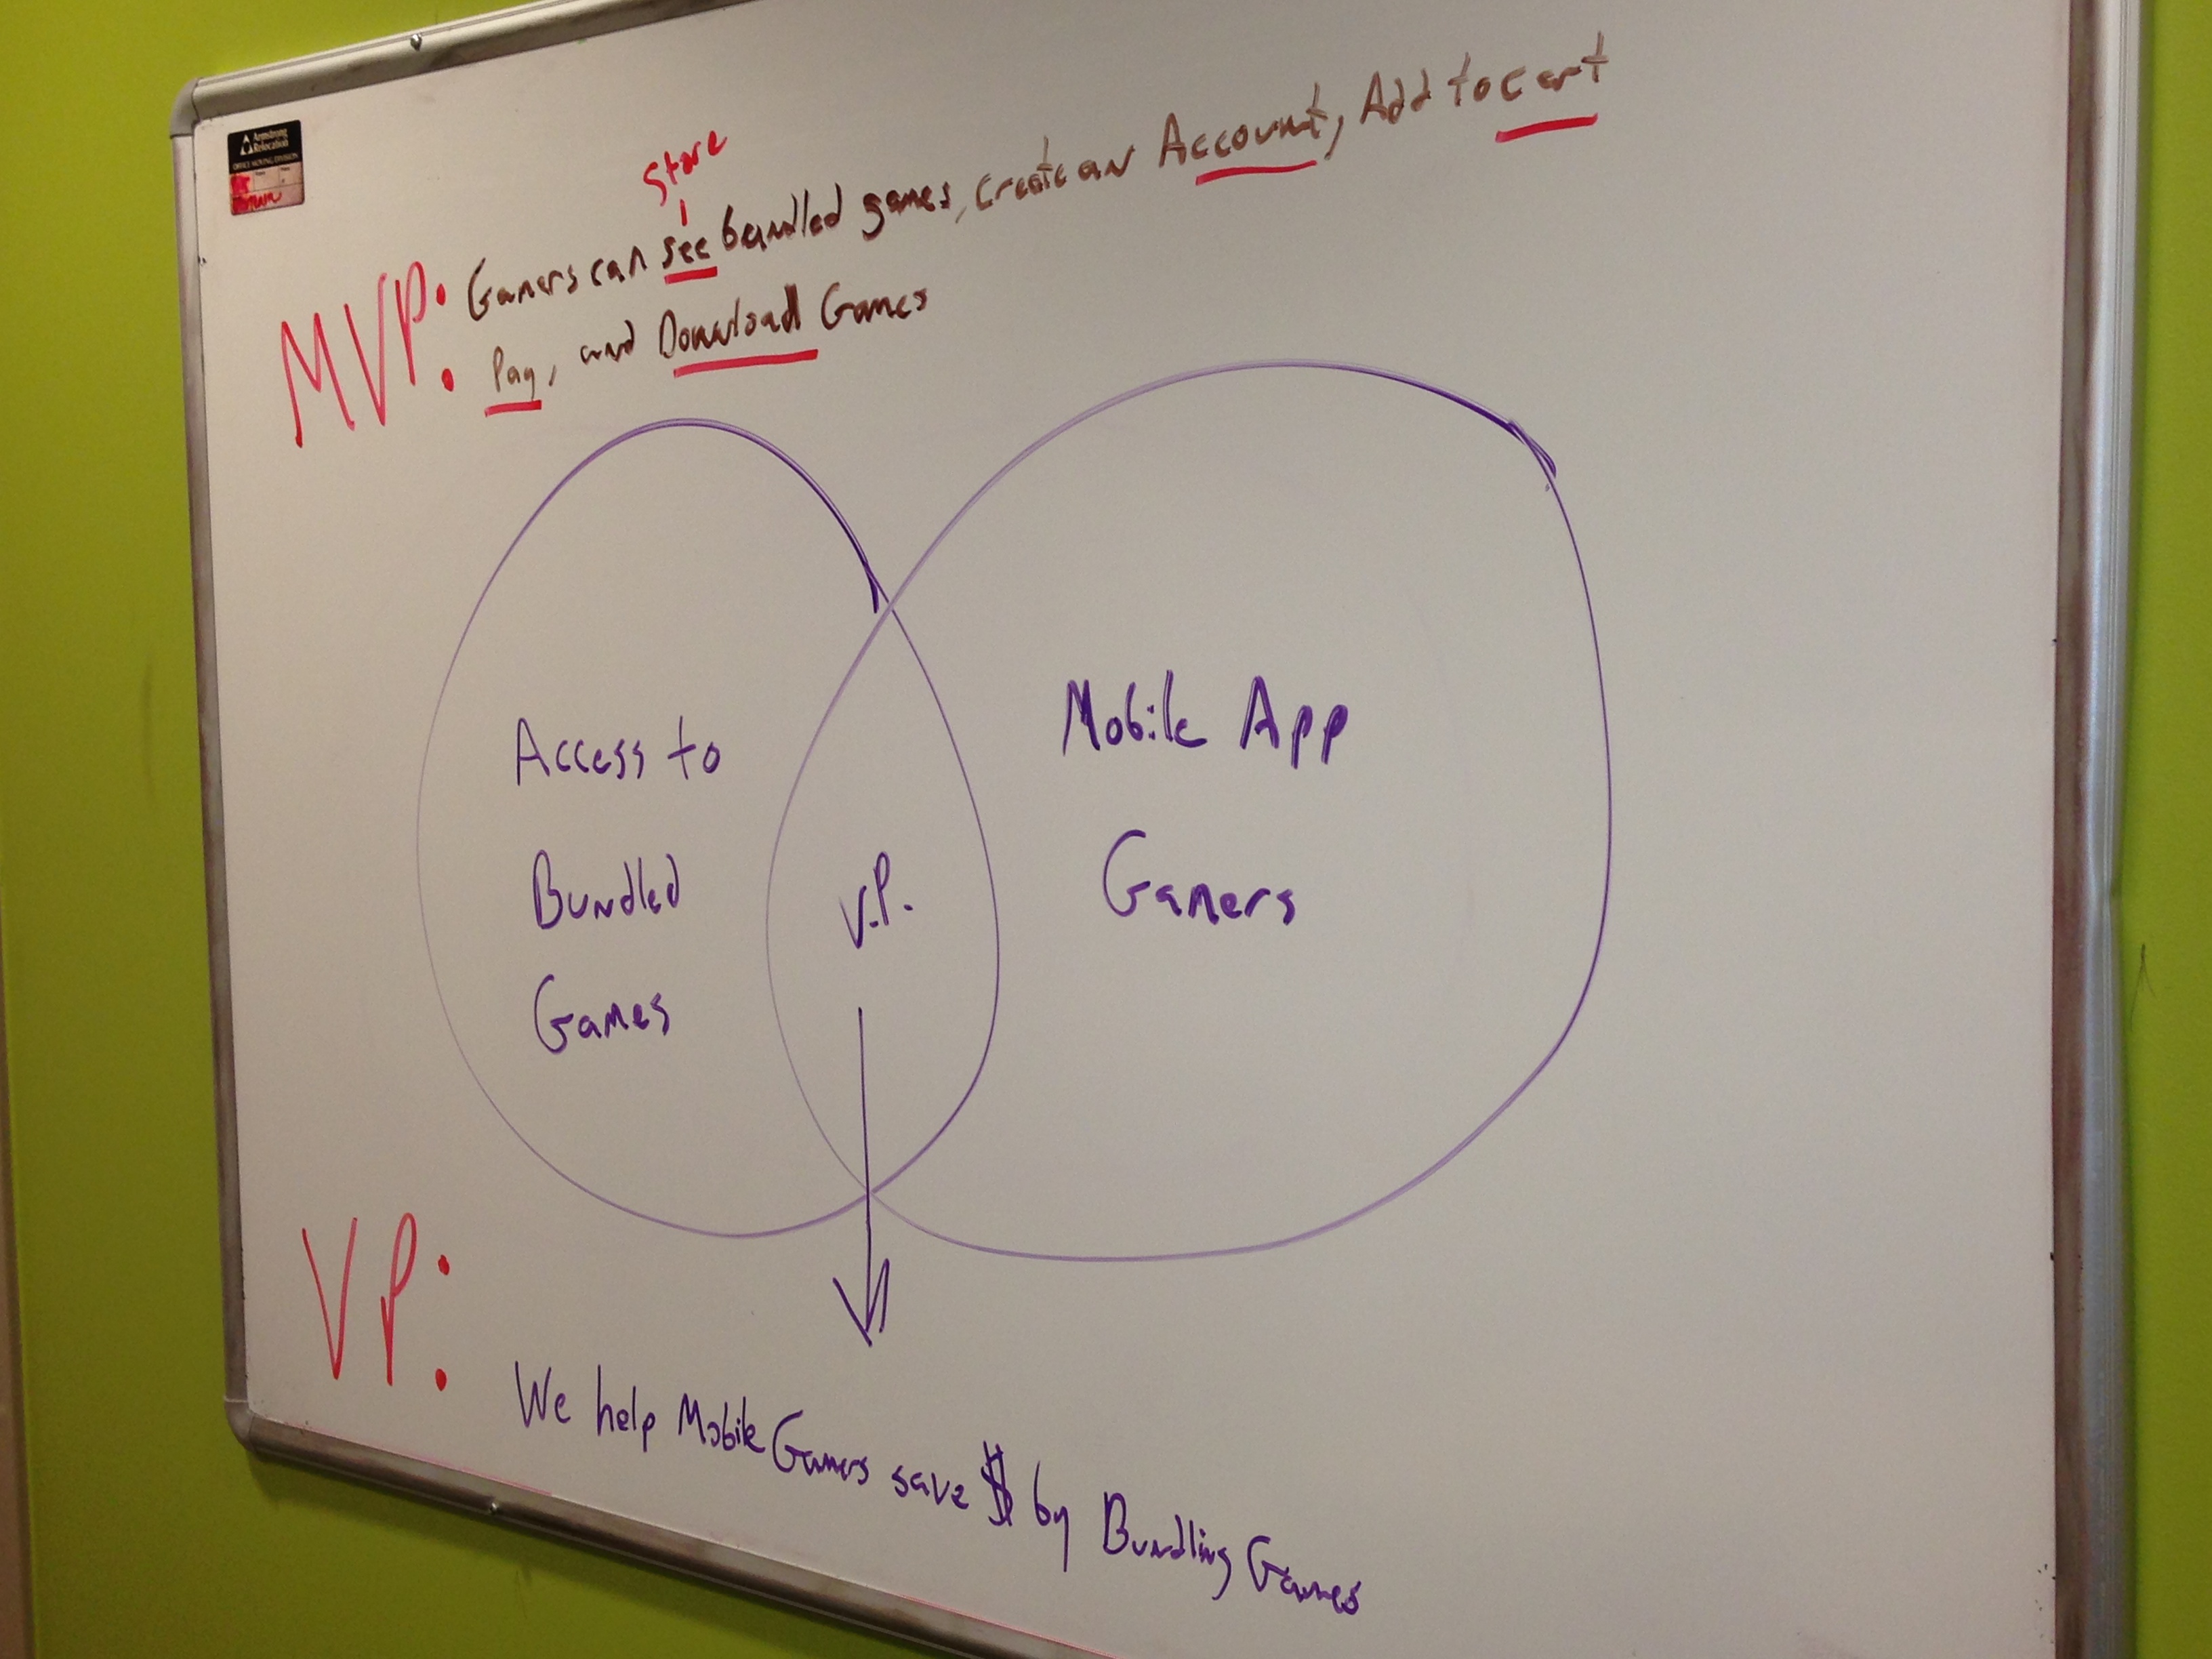 Armstrong
Relocation
OFFICE MOVING DIVISION
Store
MVP: Gamers can see bundled games, create an Account, Add to cart
Pay, and Download Games
Access to
Bundled
Games
V.P.
Mobile App
Gamers
VP:
We help Mobile Gamers save $ by Bundling Games